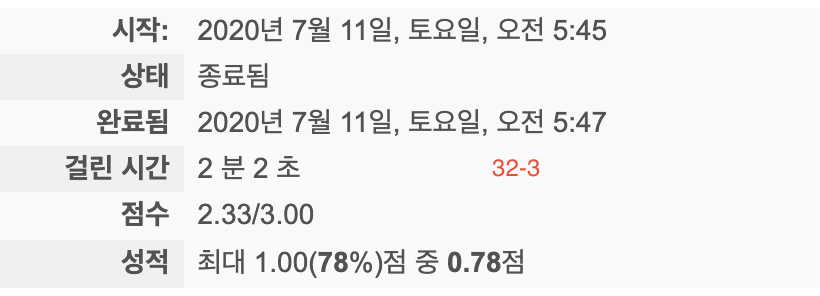 시작: 2020년 7월 11일, 토요일, 오전 5:45
상태 종료됨
완료됨 2020년 7월 11일, 토요일, 오전 5:47
걸린 시간 2 분 2 초 32-3
점수 2.33/3.00
성적 최대 1.00(78%)점 중 0.78점